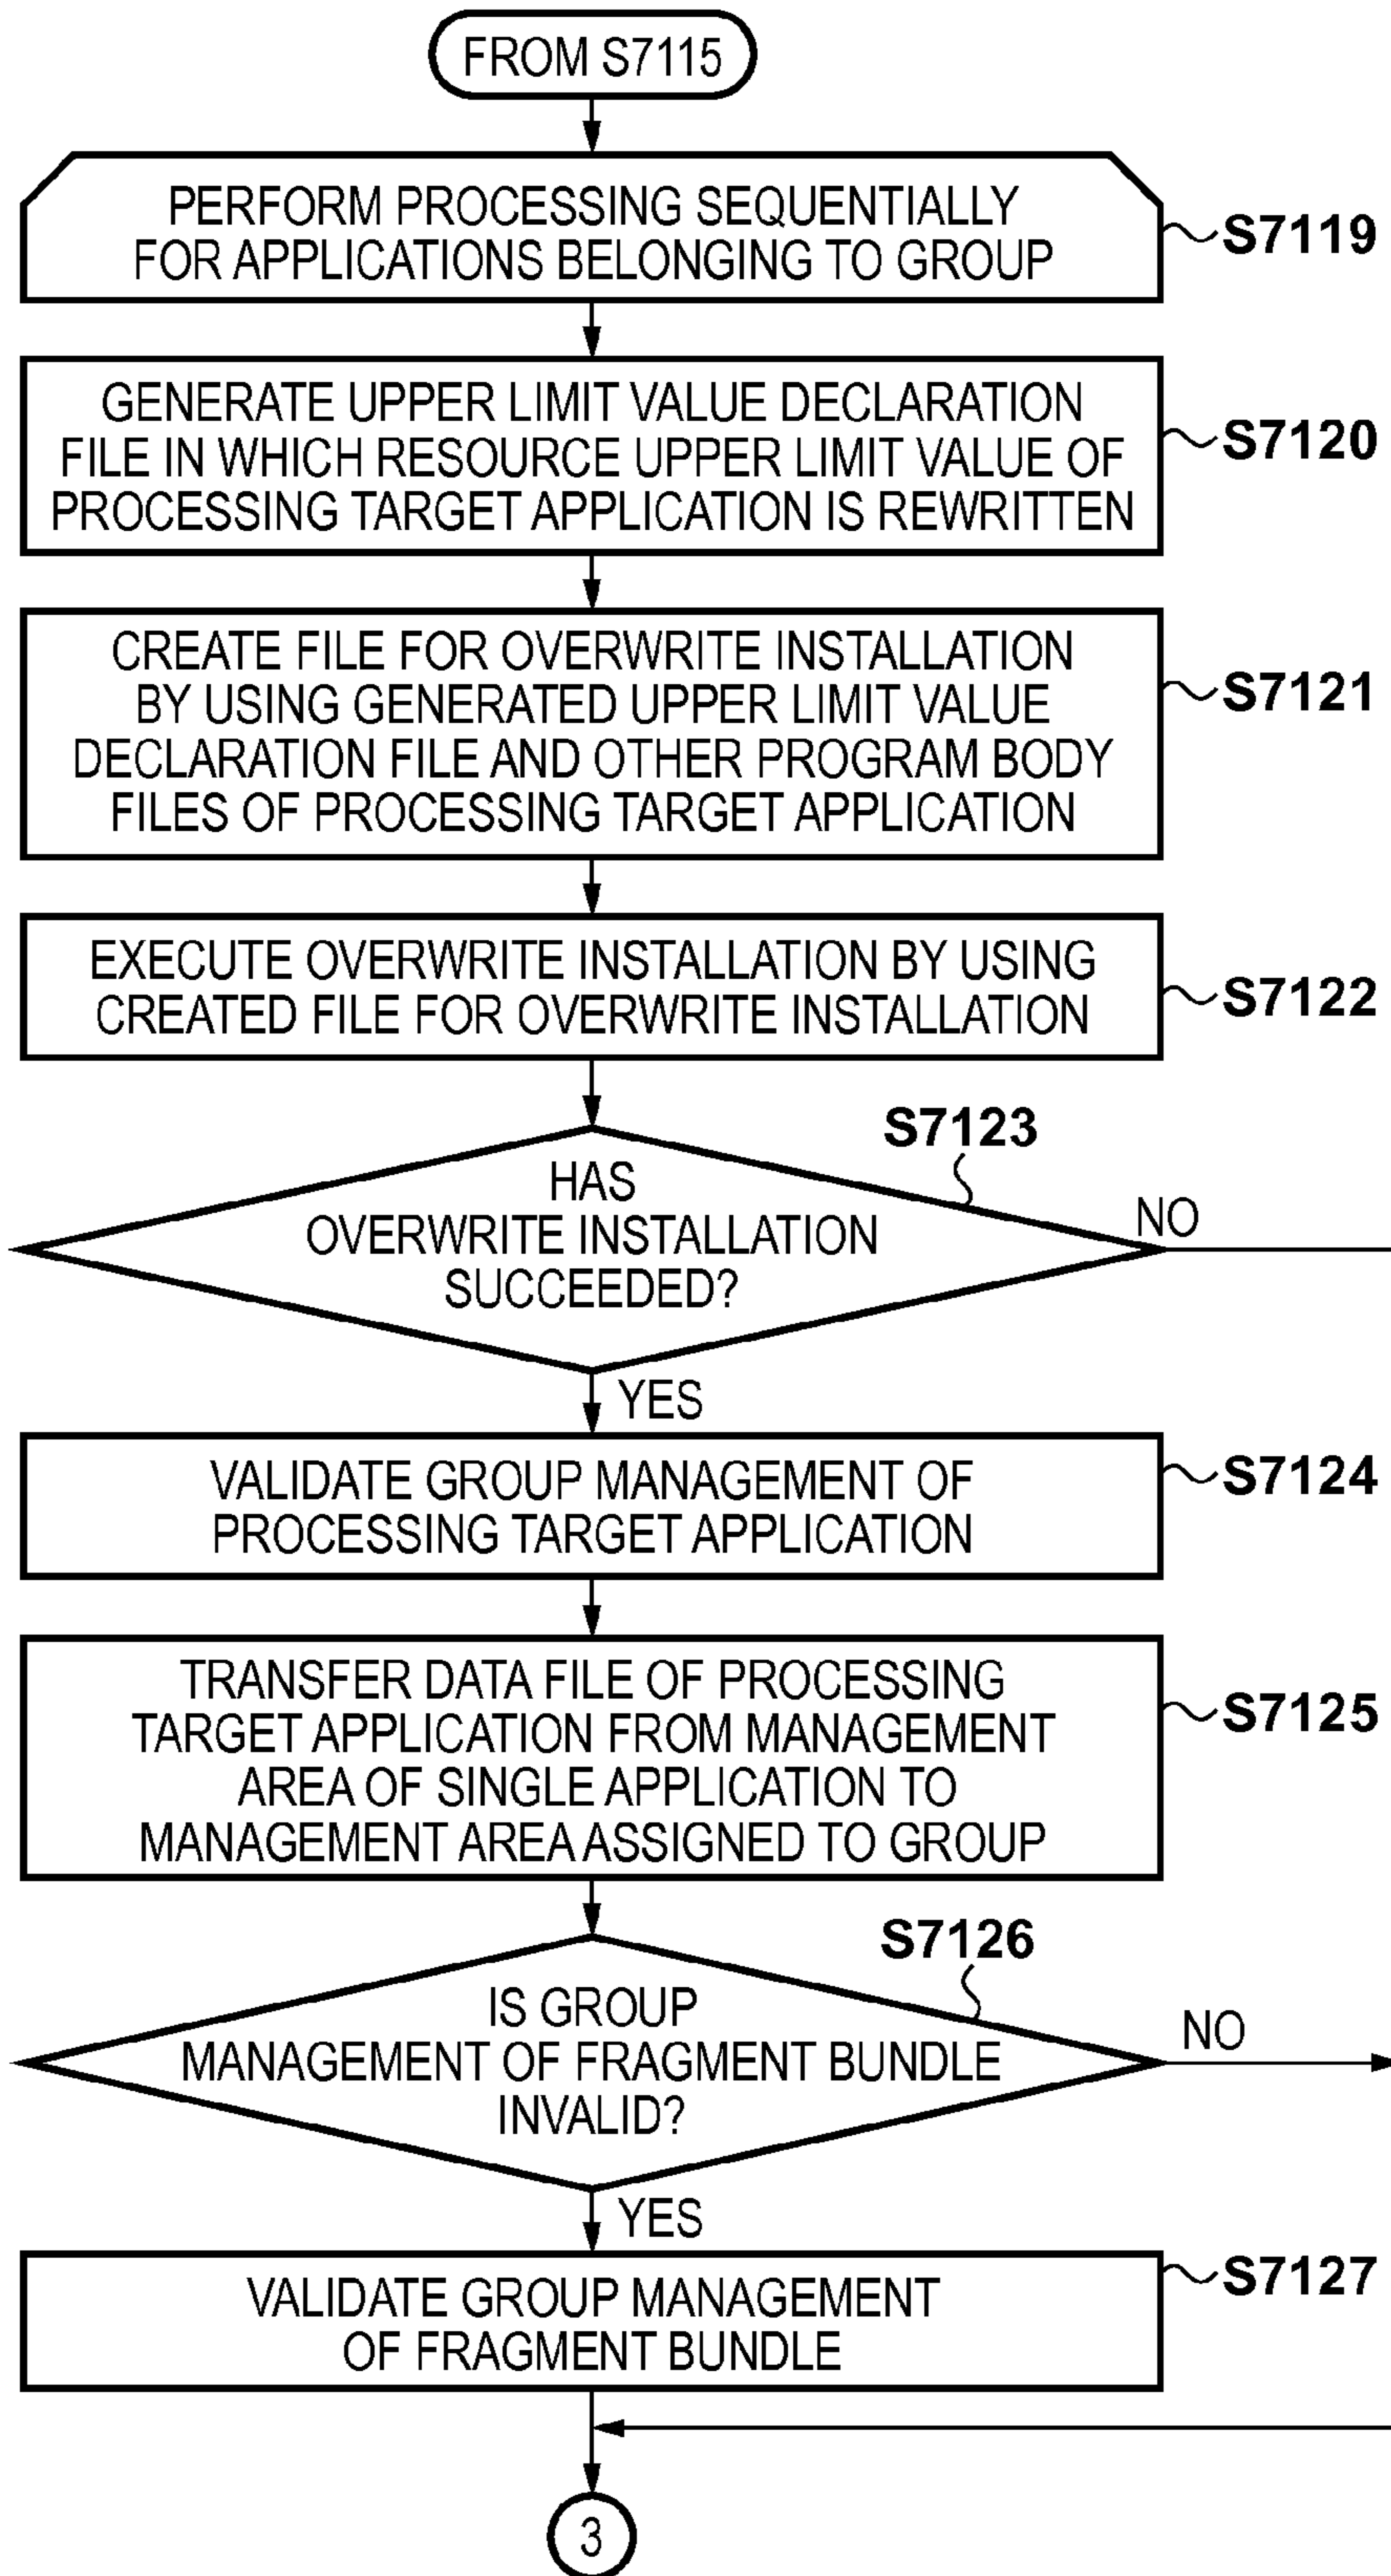 FROM S7115
PERFORM PROCESSING SEQUENTIALLY
FOR APPLICATIONS BELONGING TO GROUP
S7119
GENERATE UPPER LIMIT VALUE DECLARATION
FILE IN WHICH RESOURCE UPPER LIMIT VALUE OF
PROCESSING TARGET APPLICATION IS REWRITTEN
S7120
CREATE FILE FOR OVERWRITE INSTALLATION
BY USING GENERATED UPPER LIMIT VALUE
DECLARATION FILE AND OTHER PROGRAM BODY
FILES OF PROCESSING TARGET APPLICATION
S7121
EXECUTE OVERWRITE INSTALLATION BY USING
CREATED FILE FOR OVERWRITE INSTALLATION
S7122
S7123
HAS
OVERWRITE INSTALLATION
SUCCEEDED?
NO
YES
VALIDATE GROUP MANAGEMENT OF
PROCESSING TARGET APPLICATION
S7124
TRANSFER DATA FILE OF PROCESSING
TARGET APPLICATION FROM MANAGEMENT
AREA OF SINGLE APPLICATION TO
MANAGEMENT AREA ASSIGNED TO GROUP
S7125
S7126
IS GROUP
MANAGEMENT OF FRAGMENT BUNDLE
INVALID?
NO
YES
VALIDATE GROUP MANAGEMENT
OF FRAGMENT BUNDLE
S7127
3